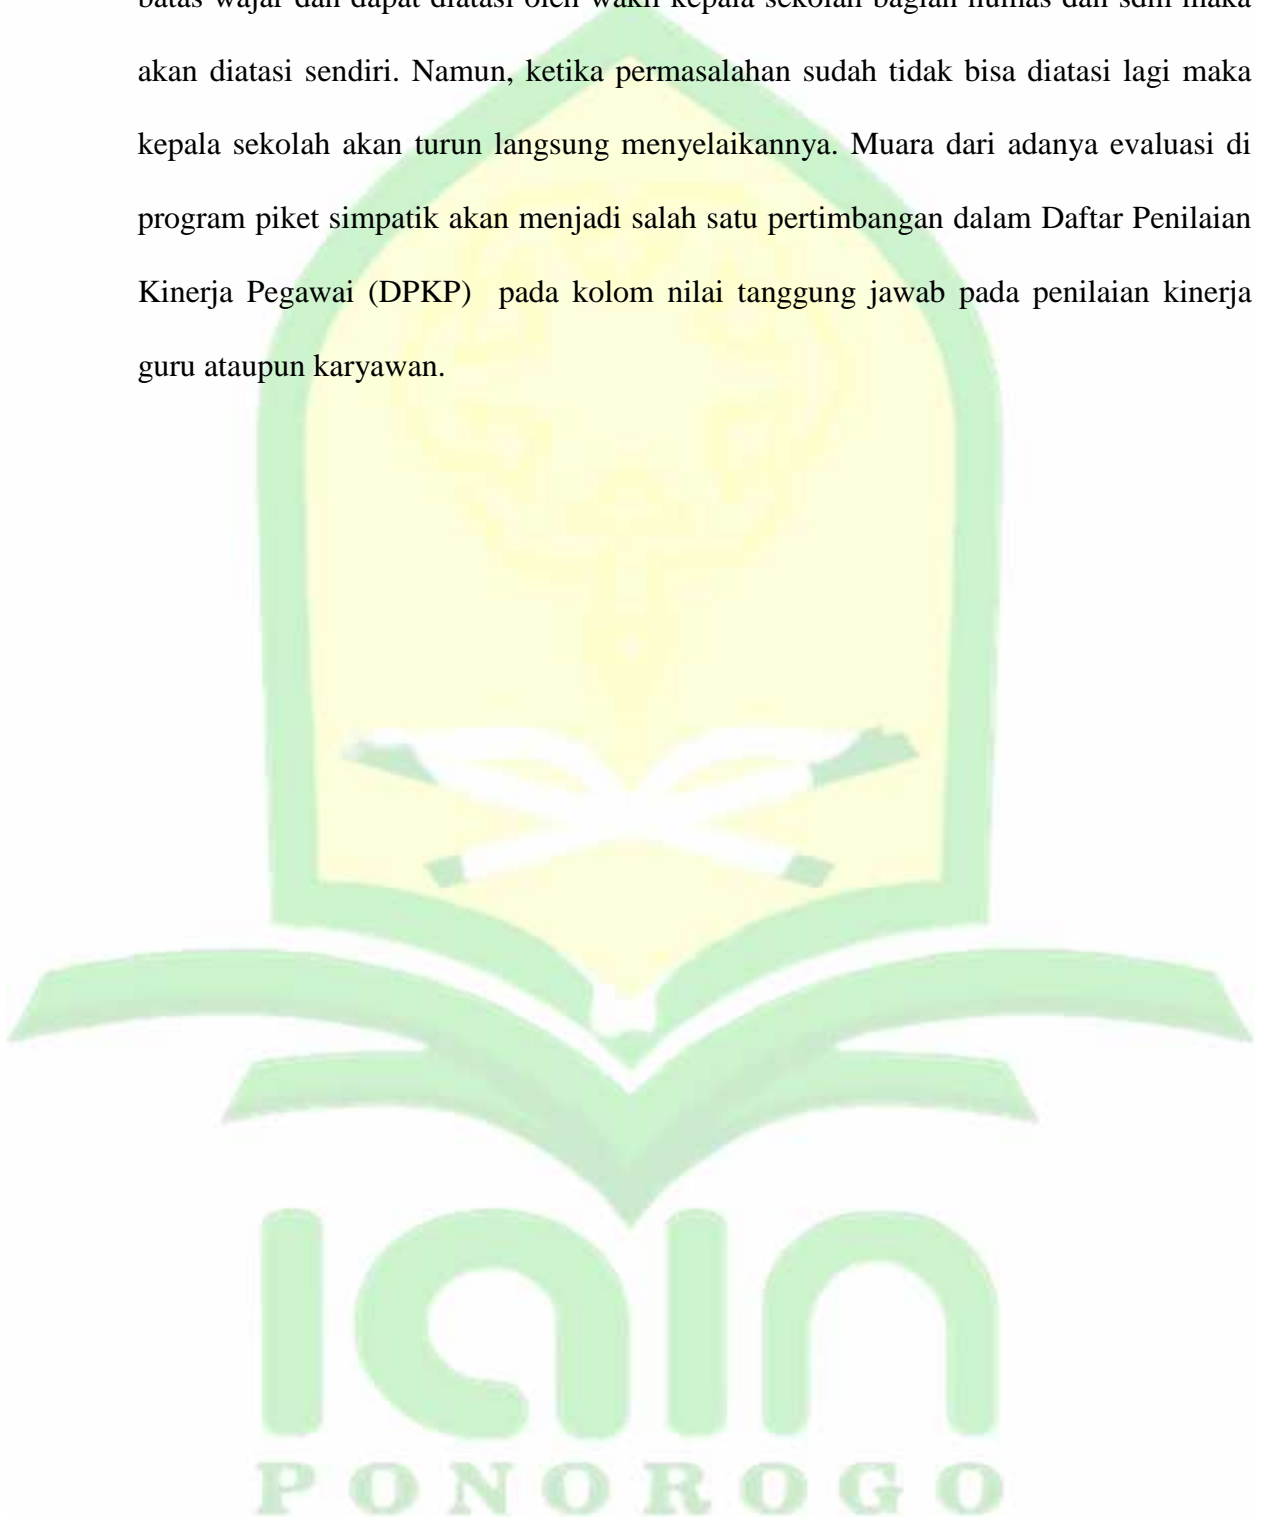 batas wajar dan dapat diatasi oleh wakil kepala sekolah bagian humas dan sdm maka
akan diatasi sendiri. Namun, ketika permasalahan sudah tidak bisa diatasi lagi maka
kepala sekolah akan turun langsung menyelaikannya. Muara dari adanya evaluasi di
program piket simpatik akan menjadi salah satu pertimbangan dalam Daftar Penilaian
Kinerja Pegawai (DPKP) pada kolom nilai tanggung jawab pada penilaian kinerja
guru ataupun karyawan.
iain
PONOROGO